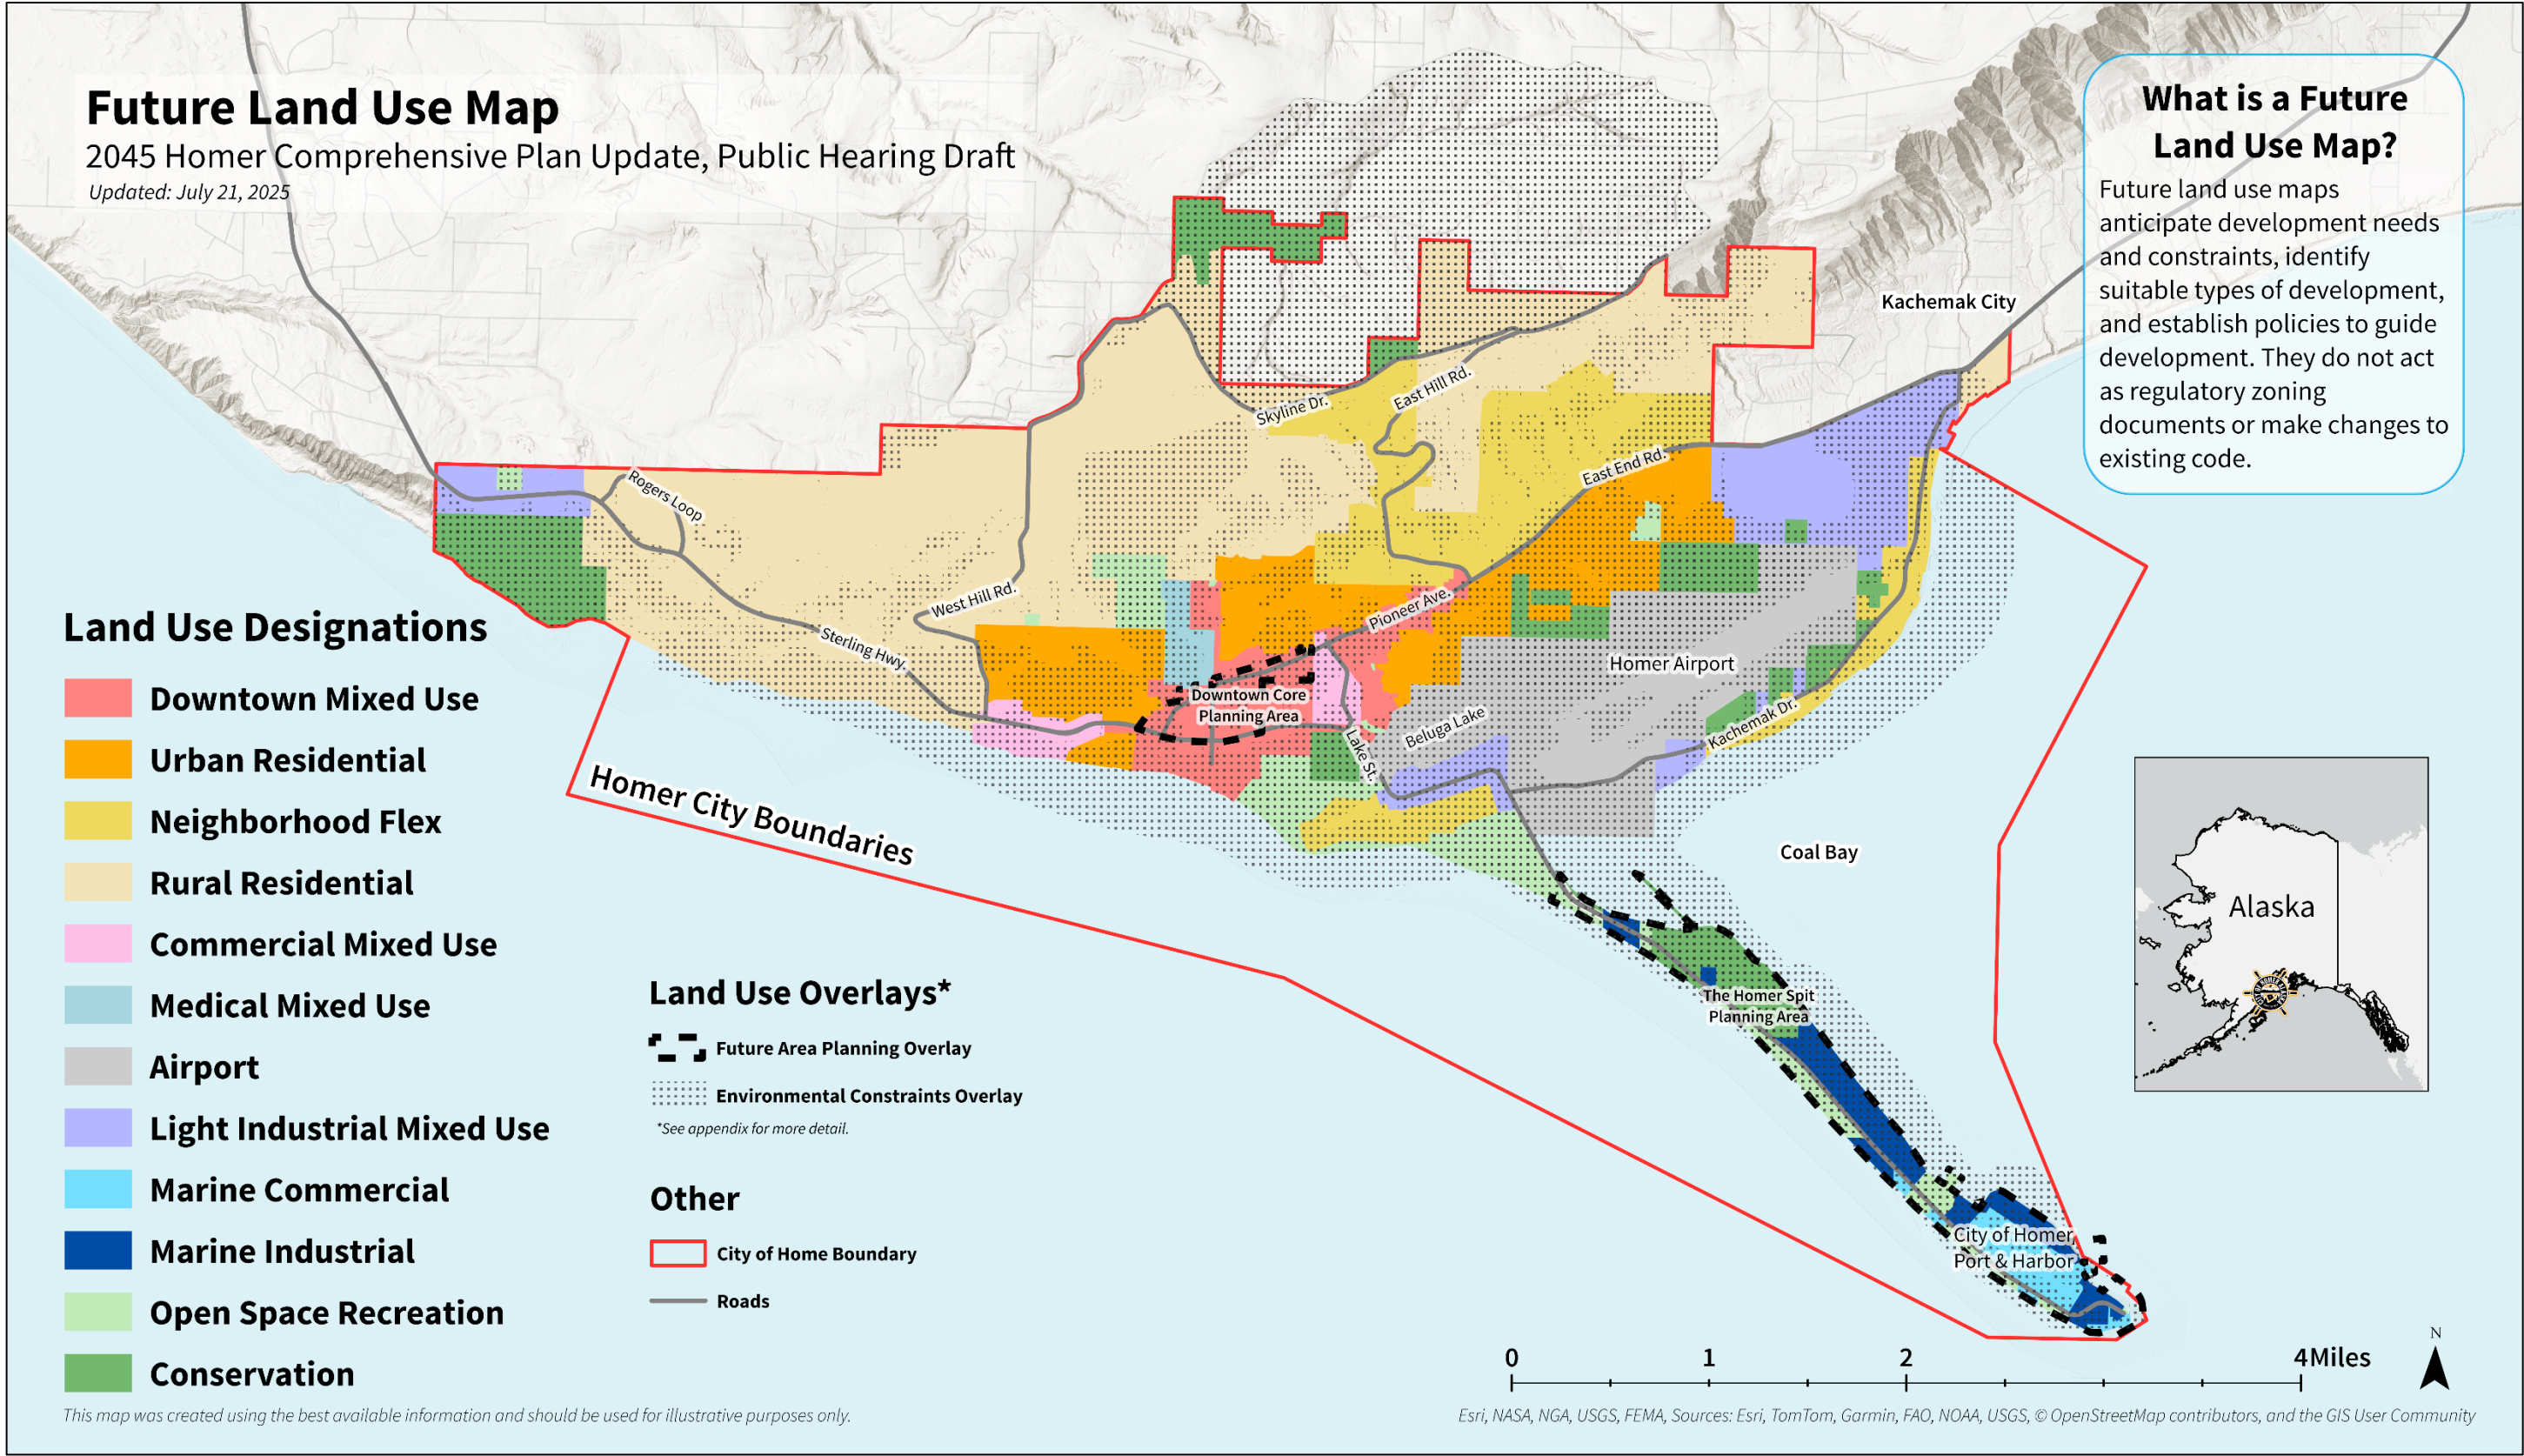 Future Land Use Map
2045 Homer Comprehensive Plan Update, Public Hearing Draft
Updated: July 21, 2025
What is a Future
Land Use Map?
Future land use maps
anticipate development needs
and constraints, identify
suitable types of development,
and establish policies to guide
development. They do not act
as regulatory zoning
documents or make changes to
existing code.
Kachemak City
Skyline Dr.
East Hill Rd.
East End Rd.
Rogers Loop
West Hill Rd.
Sterling Hwy.
Pioneer Ave.
Homer Airport
Downtown Core
Planning Area
Beluga Lake
Lake St.
Kachemak Dr.
Homer City Boundaries
Coal Bay
The Homer Spit
Planning Area
City of Homer
Port & Harbor
Alaska
Land Use Designations
Downtown Mixed Use
Urban Residential
Neighborhood Flex
Rural Residential
Commercial Mixed Use
Medical Mixed Use
Airport
Light Industrial Mixed Use
Marine Commercial
Marine Industrial
Open Space Recreation
Conservation
Land Use Overlays*
Future Area Planning Overlay
Environmental Constraints Overlay
*See appendix for more detail.
Other
City of Home Boundary
Roads
0 1 2 4Miles
N
This map was created using the best available information and should be used for illustrative purposes only.
Esri, NASA, NGA, USGS, FEMA, Sources: Esri, TomTom, Garmin, FAO, NOAA, USGS, © OpenStreetMap contributors, and the GIS User Community